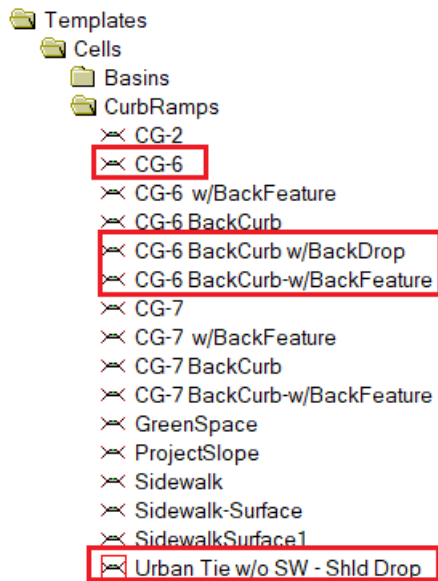 Templates
Cells
Basins
CurbRamps
CG-2
CG-6
CG-6 w/BackFeature
CG-6 BackCurb
CG-6 BackCurb w/BackDrop
CG-6 BackCurb-w/BackFeature
CG-7
CG-7 w/BackFeature
CG-7 BackCurb
CG-7 BackCurb-w/BackFeature
GreenSpace
ProjectSlope
Sidewalk
Sidewalk-Surface
SidewalkSurface1
Urban Tie w/o SW - Shld Drop